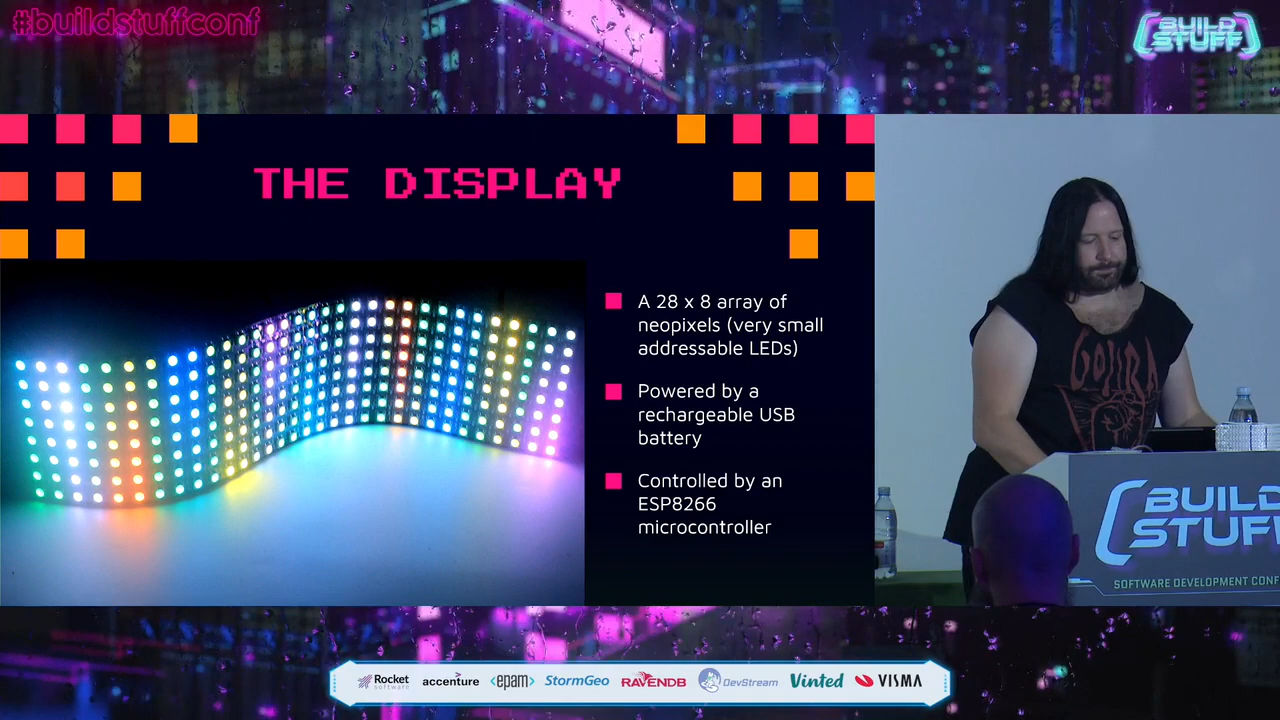 #buildstuffconf
BUILD
STUFF
THE DISPLAY
A 28 x 8 array of
neopixels (very small
addressable LEDs)
Powered by a
rechargeable USB
battery
Controlled by an
ESP8266
microcontroller
GOJIRA
BUILD
STUFF
SOFTWARE DEVELOPMENT CONF
Rocket software accenture <epam> StormGeo RAVENDB DevStream Vinted VISMA